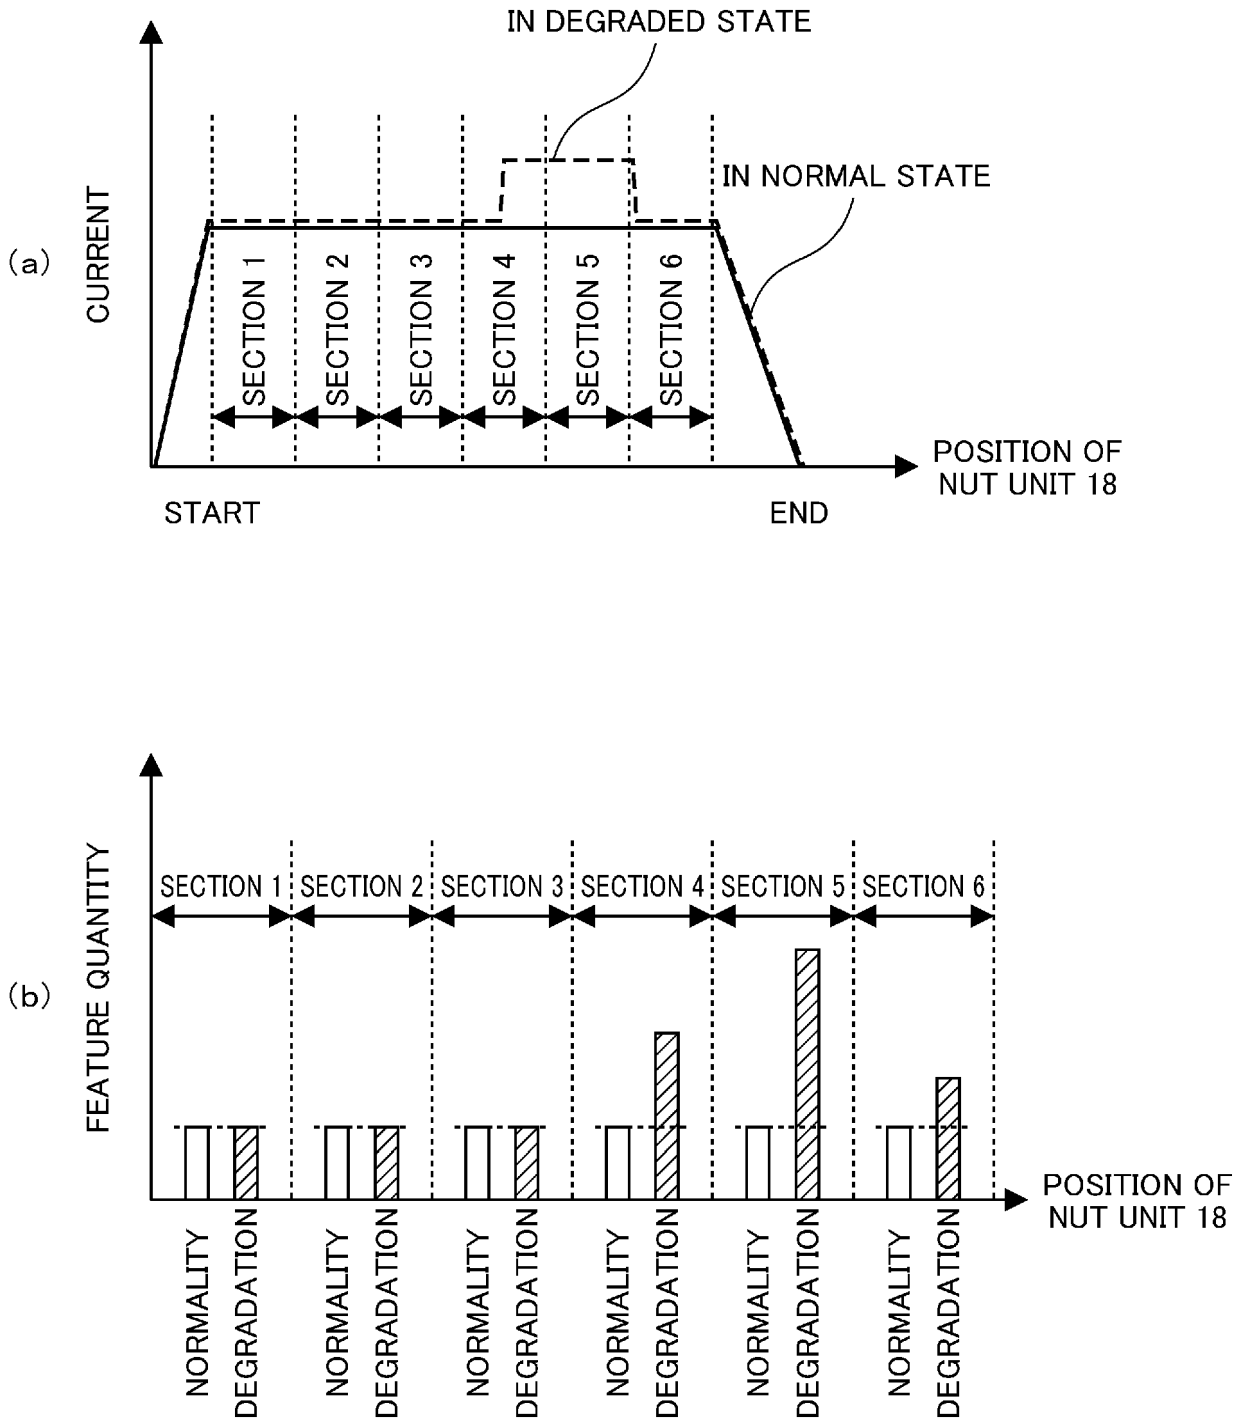 IN DEGRADED STATE
IN NORMAL STATE
(a)
CURRENT
SECTION 1
SECTION 2
SECTION 3
SECTION 4
SECTION 5
SECTION 6
POSITION OF
NUT UNIT 18
START
END
(b)
FEATURE QUANTITY
SECTION 1
SECTION 2
SECTION 3
SECTION 4
SECTION 5
SECTION 6
POSITION OF
NUT UNIT 18
NORMALITY
DEGRADATION
NORMALITY
DEGRADATION
NORMALITY
DEGRADATION
NORMALITY
DEGRADATION
NORMALITY
DEGRADATION
NORMALITY
DEGRADATION